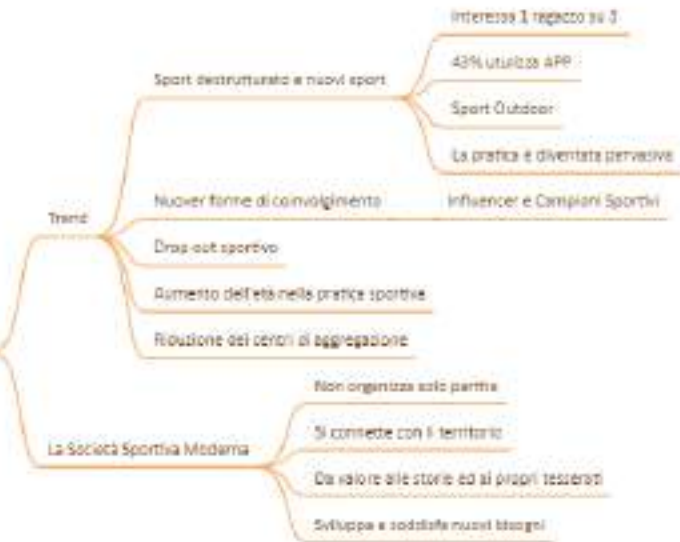 Interessa 1 ragazzo su 3
43% utilizza APP
Sport destrutturato e nuovi sport
Sport Outdoor
La pratica è diventata pervasiva
Nuover forme di coinvolgimento
Influencer e Campioni Sportivi
Trend
Drop out sportivo
Aumento dell'età nella pratica sportiva
Riduzione dei centri di aggregazione
Non organizza solo partite
Si connette con il territorio
La Società Sportiva Moderna
Da valore alle storie ed ai propri tesserati
Sviluppa e soddisfa nuovi bisogni